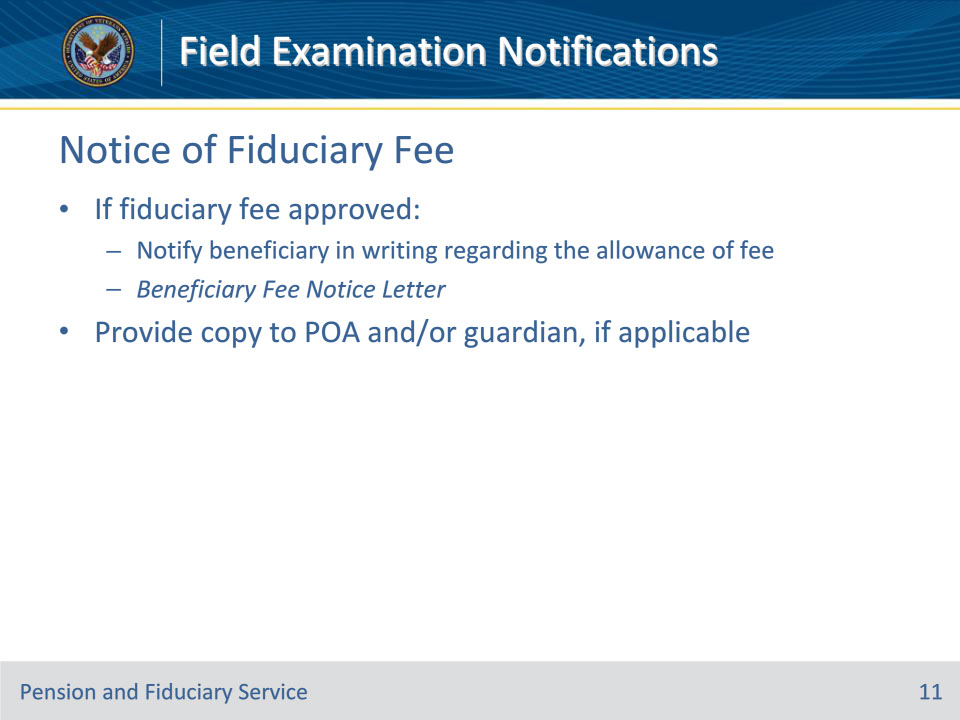 Field Examination Notifications
Notice of Fiduciary Fee
• If fiduciary fee approved:
– Notify beneficiary in writing regarding the allowance of fee
– Beneficiary Fee Notice Letter
• Provide copy to POA and/or guardian, if applicable
Pension and Fiduciary Service
11